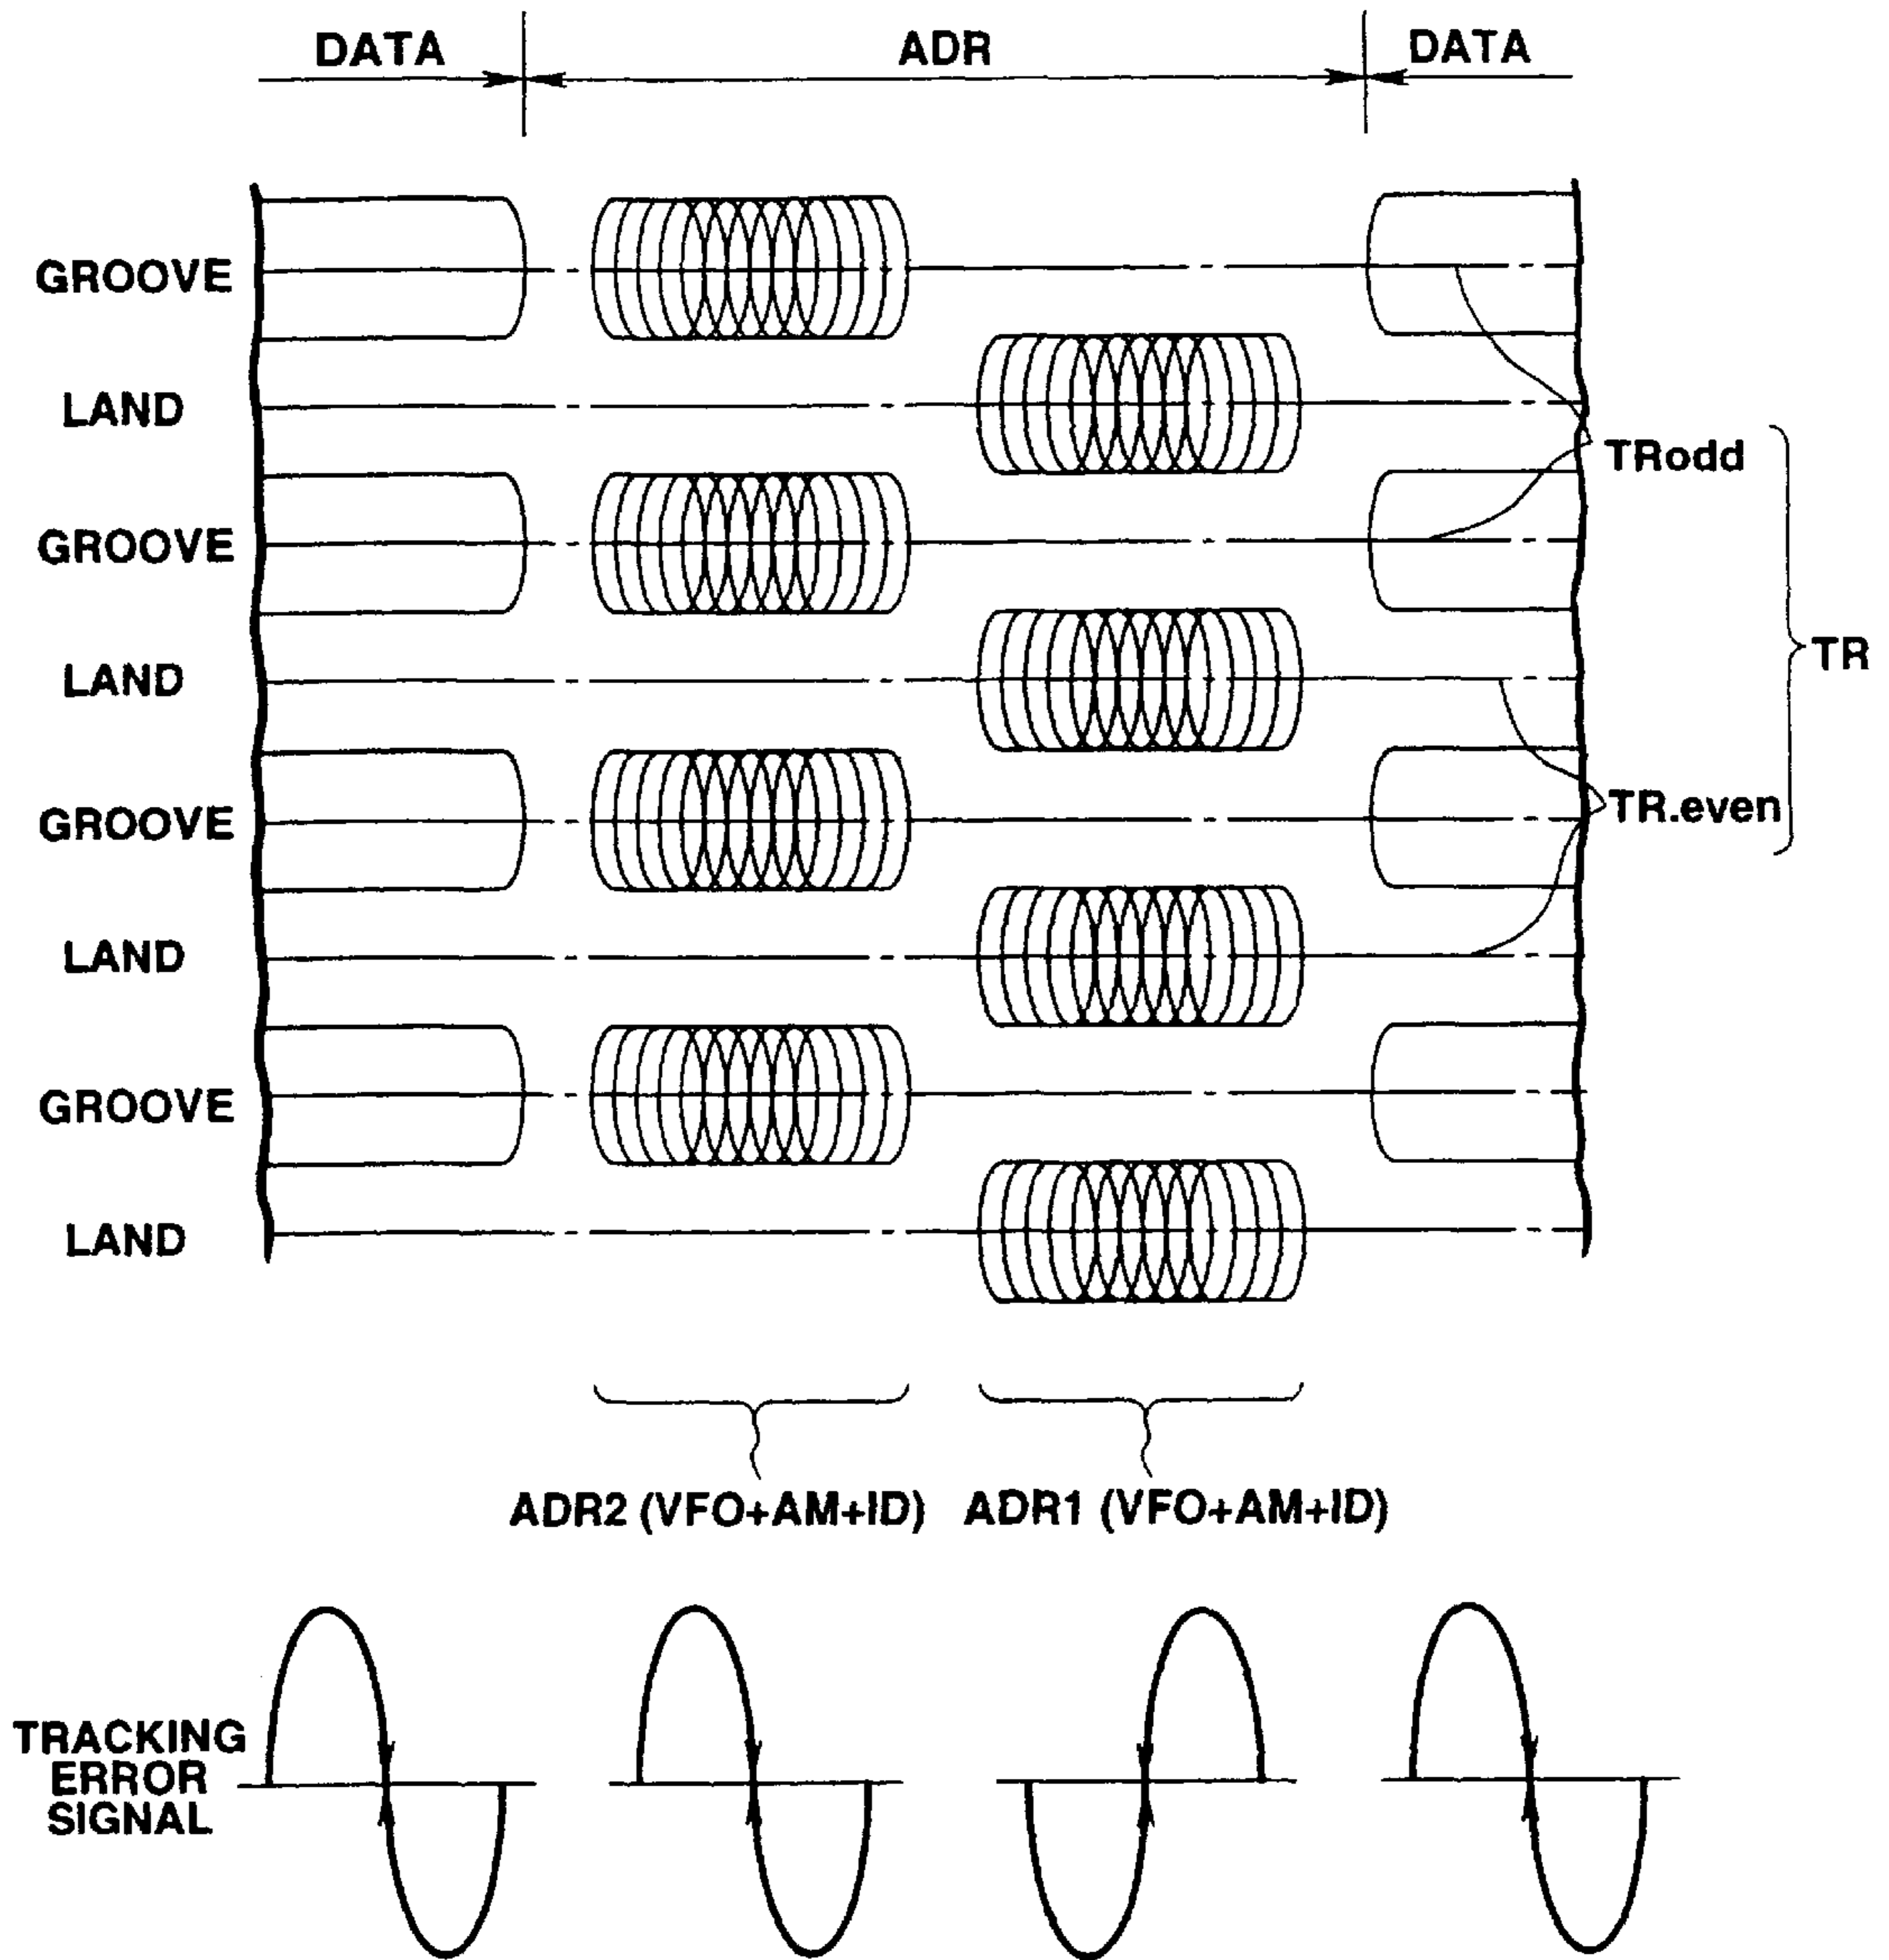 DATA ADR DATA
GROOVE
LAND
TRodd
GROOVE
LAND
TR
GROOVE
TR.even
LAND
GROOVE
LAND
ADR2 (VFO+AM+ID) ADR1 (VFO+AM+ID)
TRACKING
ERROR
SIGNAL